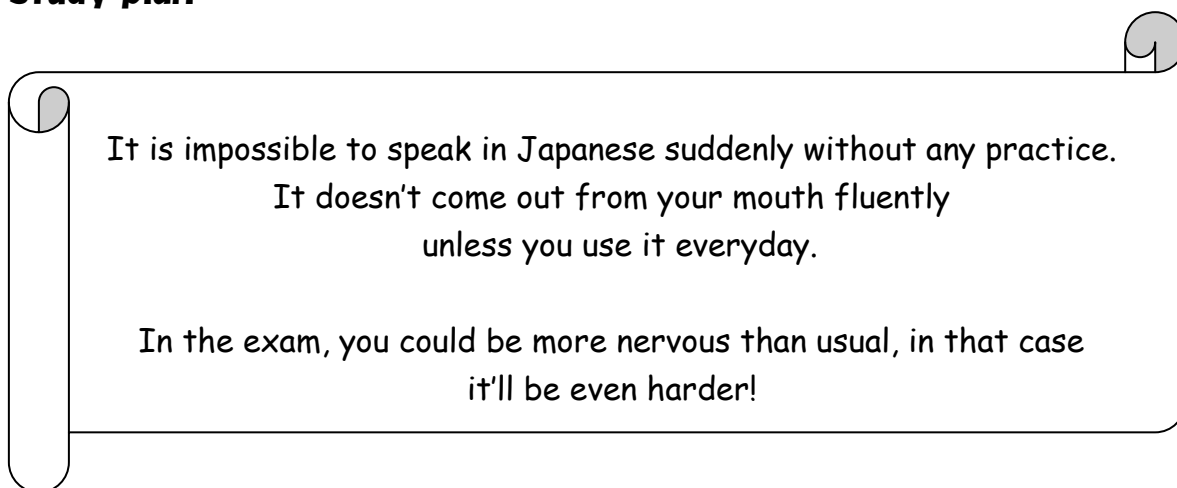 Study plan
It is impossible to speak in Japanese suddenly without any practice.
It doesn't come out from your mouth fluently
unless you use it everyday.
In the exam, you could be more nervous than usual, in that case
it'll be even harder!